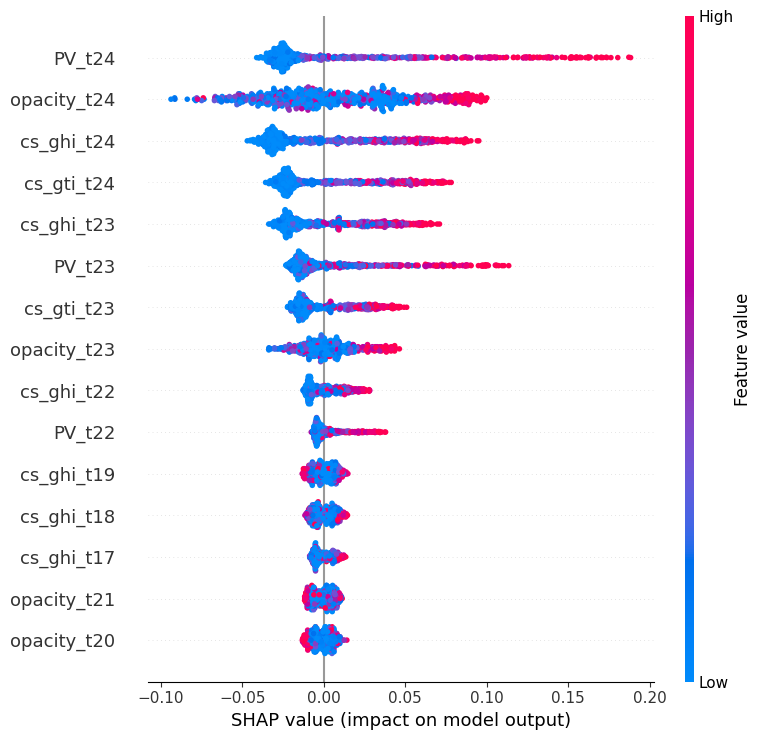 High
PV_t24
opacity_t24
cs_ghi_t24
cs_gti_t24
cs_ghi_t23
PV_t23
cs_gti_t23
opacity_t23
cs_ghi_t22
PV_t22
cs_ghi_t19
cs_ghi_t18
cs_ghi_t17
opacity_t21
opacity_t20
Feature value
Low
−0.10 −0.05 0.00 0.05 0.10 0.15 0.20
SHAP value (impact on model output)